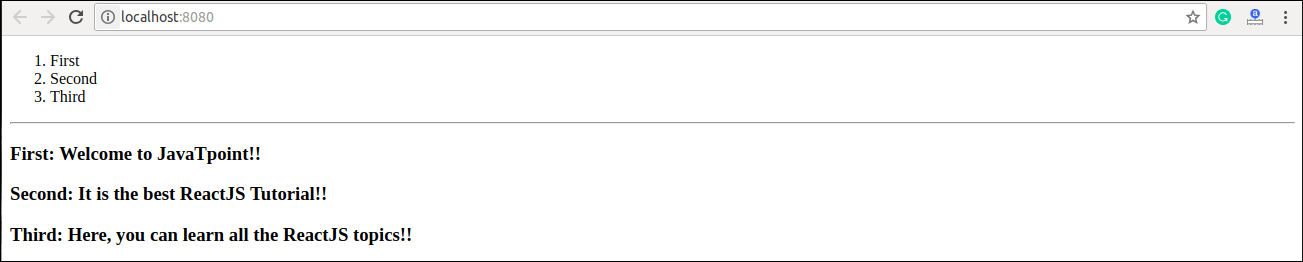 localhost:8080
1. First
2. Second
3. Third
First: Welcome to JavaTpoint!!
Second: It is the best ReactJS Tutorial!!
Third: Here, you can learn all the ReactJS topics!!